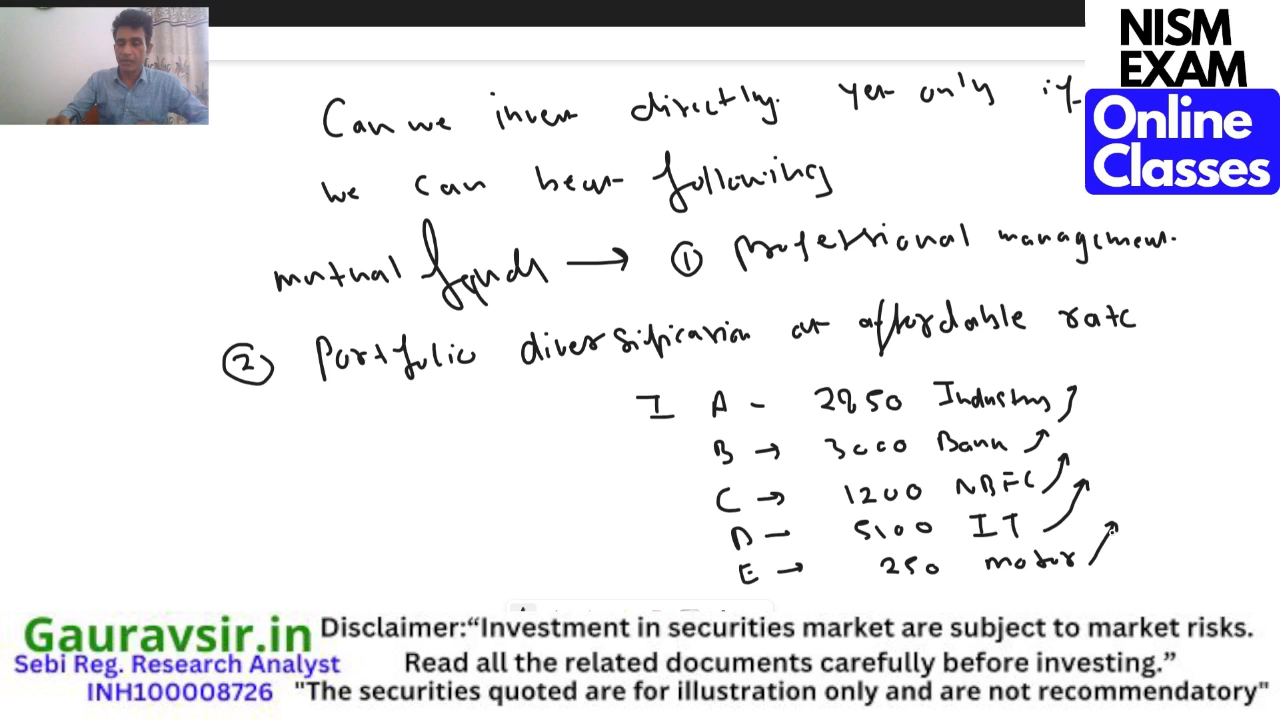 NISM
EXAM
Online
Classes
Can we inves directly. yes only if
we can bear following
mutual funds → ① professional management.
② Portfolio diversification at affordable rate
I A - 2250 Industry
B → 3000 Bank
C → 1200 NBFC
D - 5100 IT
E → 250 motor
Gauravsir.in
Sebi Reg. Research Analyst
INH100008726
Disclaimer:“Investment in securities market are subject to market risks.
Read all the related documents carefully before investing.”
"The securities quoted are for illustration only and are not recommendatory"